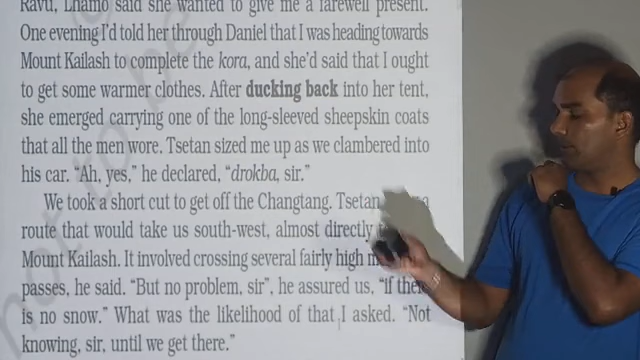 Ravu, Lhamo said she wanted to give me a farewell present.
One evening I'd told her through Daniel that I was heading towards
Mount Kailash to complete the kora, and she'd said that I ought
to get some warmer clothes. After ducking back into her tent,
she emerged carrying one of the long-sleeved sheepskin coats
that all the men wore. Tsetan sized me up as we clambered into
his car. "Ah, yes," he declared, "drokba, sir."
We took a short cut to get off the Changtang. Tsetan a
route that would take us south-west, almost directly
Mount Kailash. It involved crossing several fairly high
passes, he said. "But no problem, sir", he assured us, "if
is no snow." What was the likelihood of that I asked. "Not
knowing, sir, until we get there."
not to be